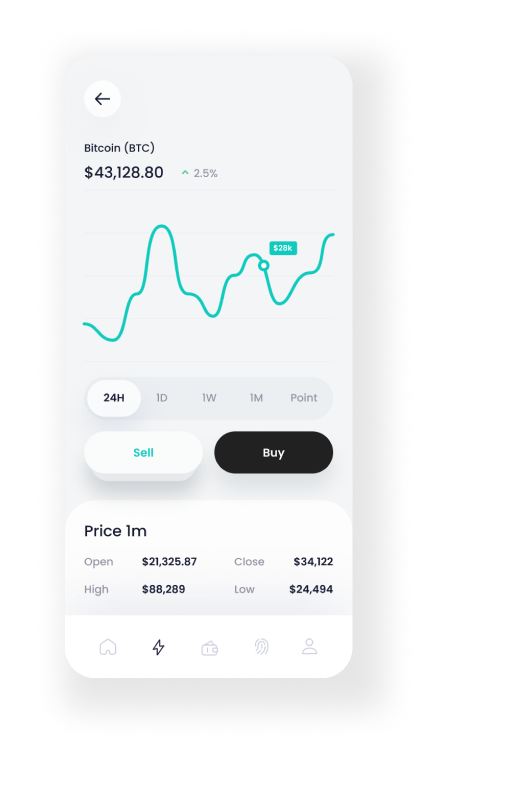 Bitcoin (BTC)
$43,128.80 2.5%
$28k
24H 1D 1W 1M Point
Sell Buy
Price 1m
Open $21,325.87 Close $34,122
High $88,289 Low $24,494